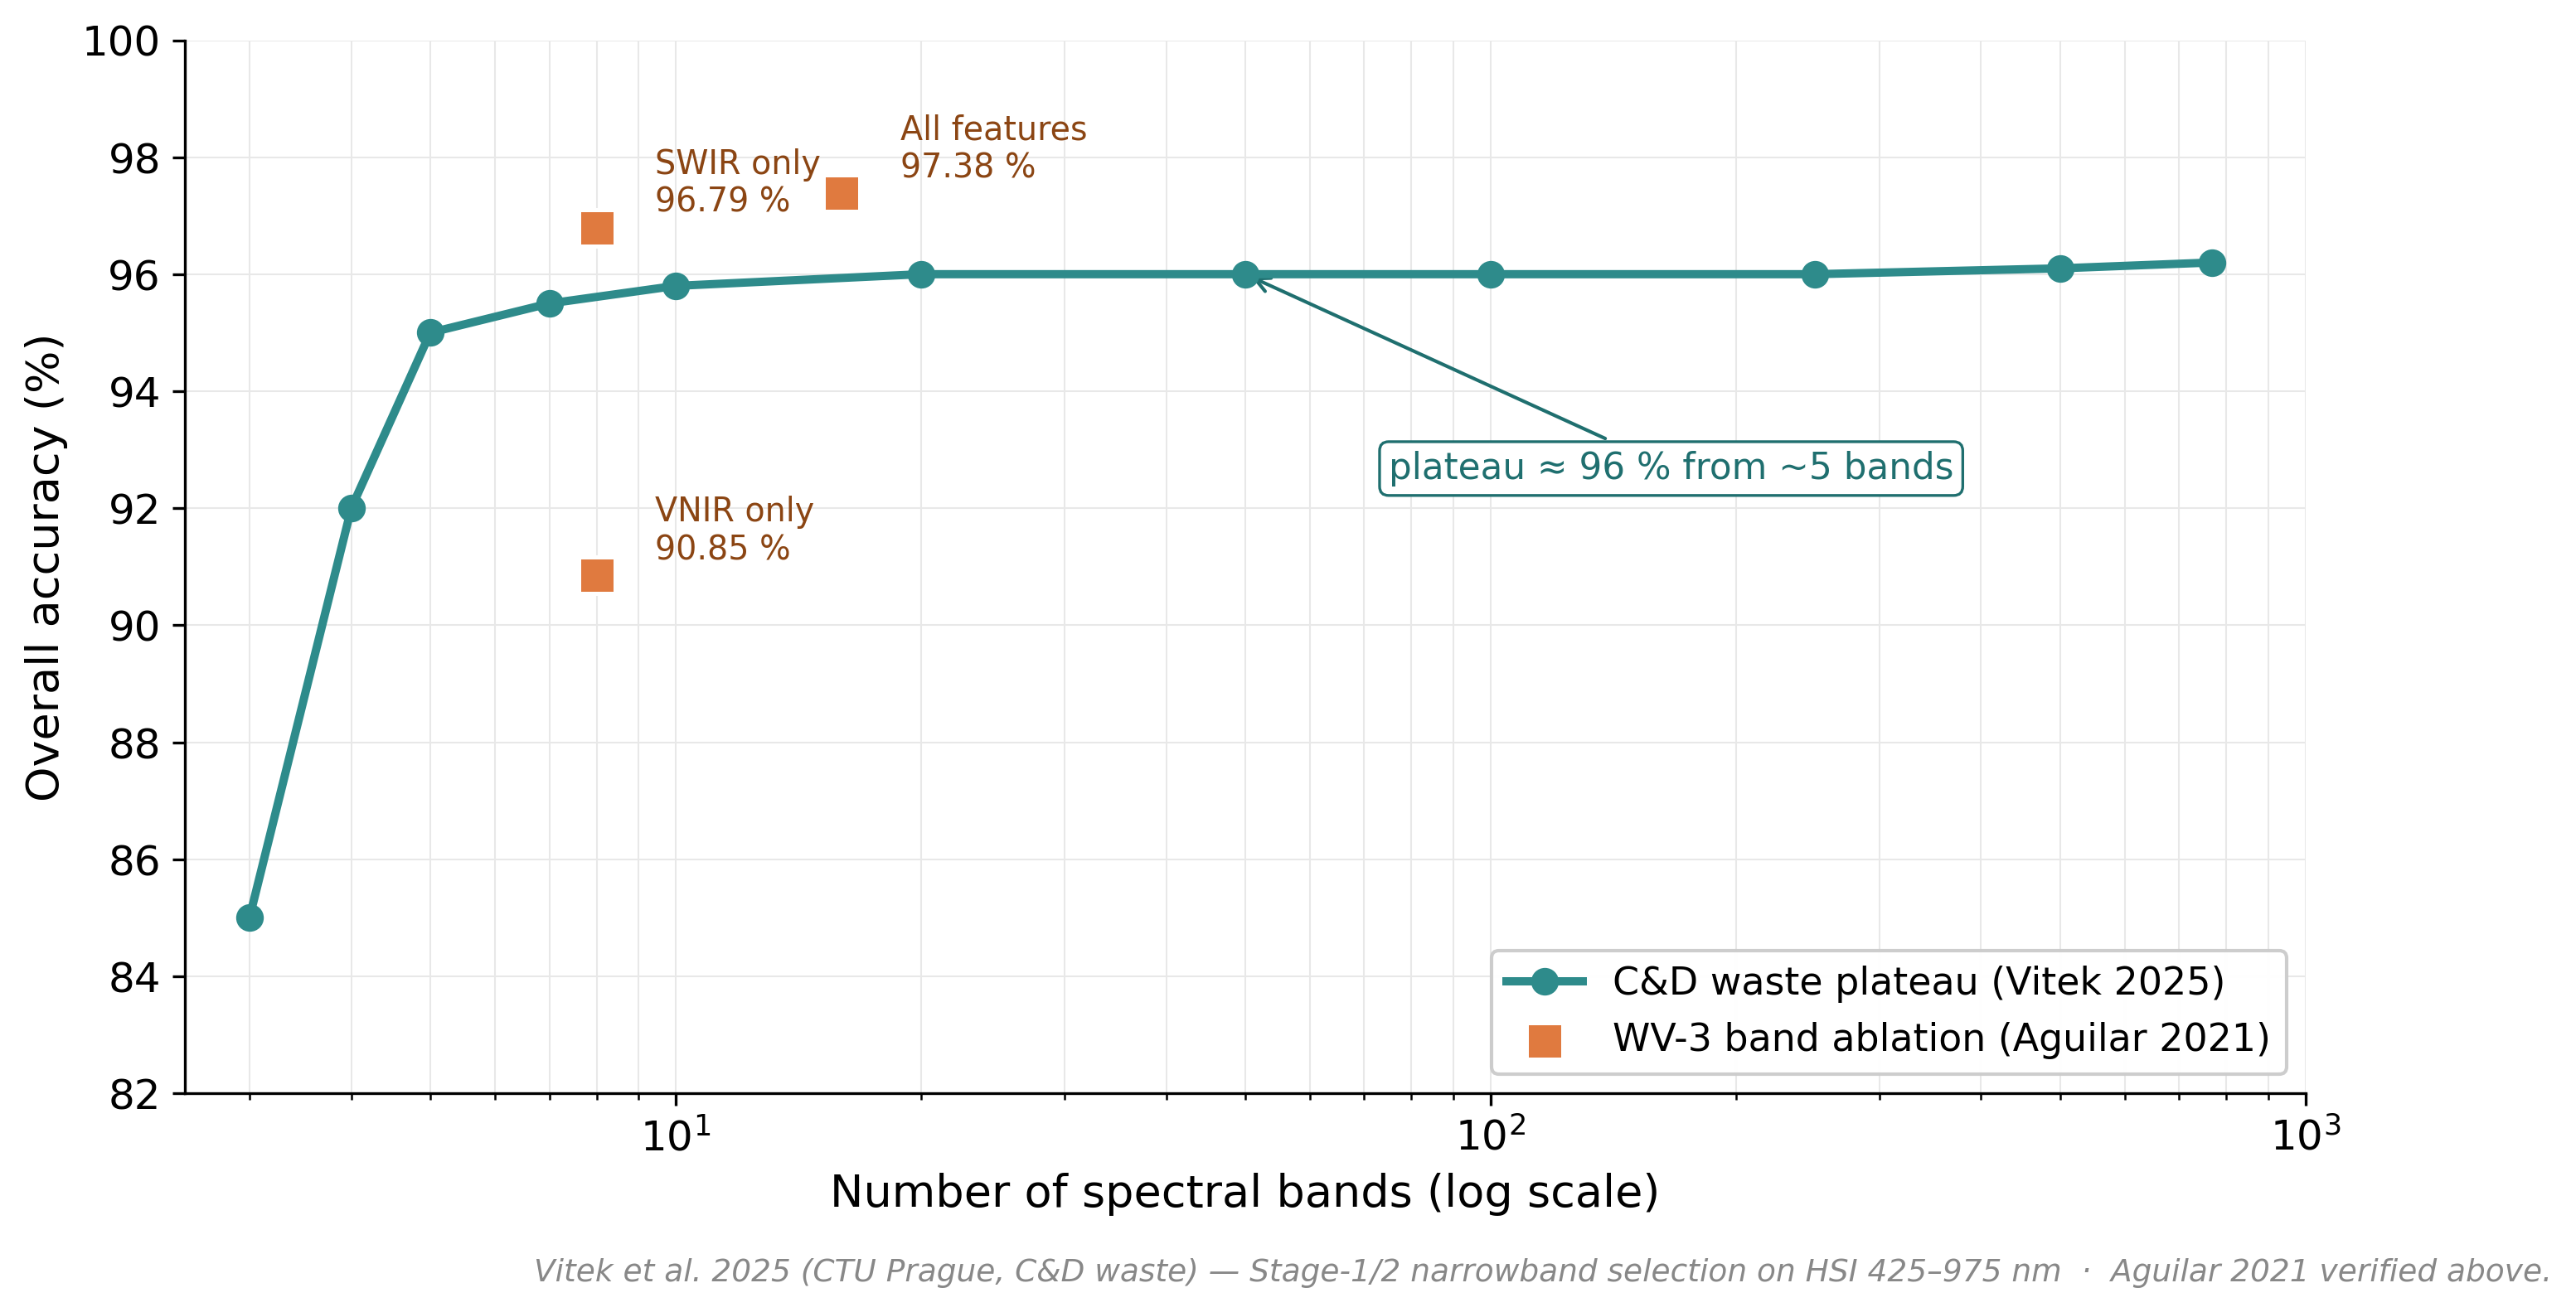 Overall accuracy (%)
100
98
96
94
92
90
88
86
84
82
SWIR only
96.79 %
All features
97.38 %
VNIR only
90.85 %
plateau ≈ 96 % from ~5 bands
C&D waste plateau (Vitek 2025)
WV-3 band ablation (Aguilar 2021)
10¹
10²
10³
Number of spectral bands (log scale)
Vitek et al. 2025 (CTU Prague, C&D waste) — Stage-1/2 narrowband selection on HSI 425–975 nm · Aguilar 2021 verified above.